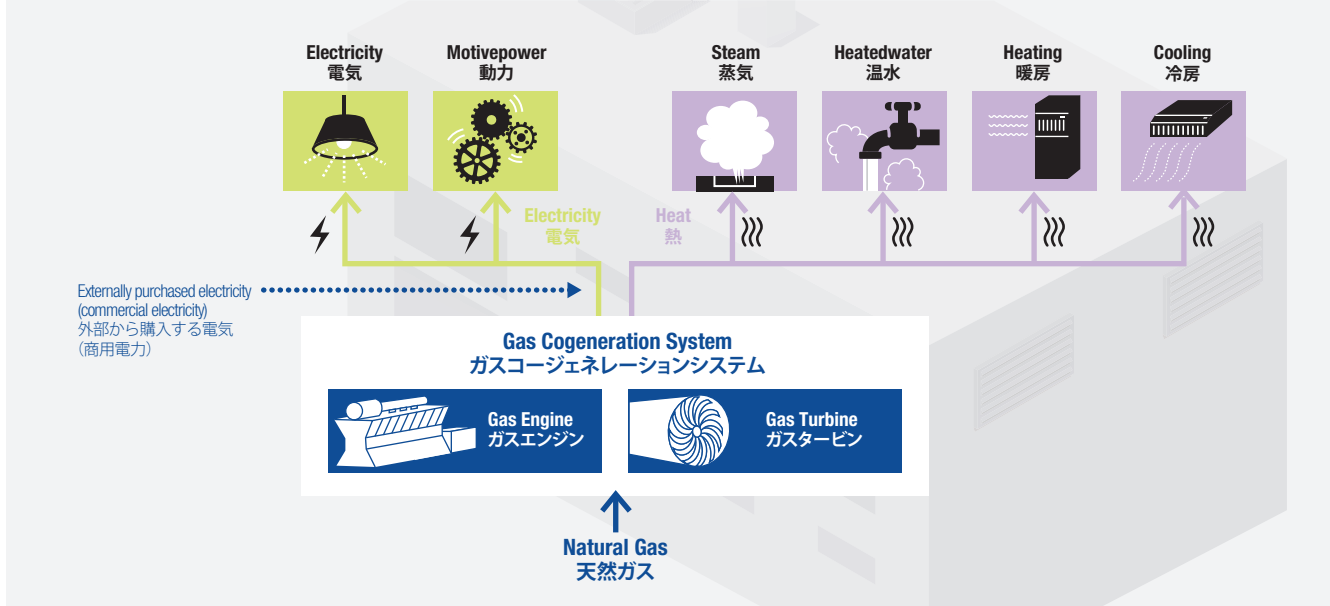 Electricity
電気
Motivepower
動力
Steam
蒸気
Heatedwater
温水
Heating
暖房
Cooling
冷房
Electricity
電気
Heat
熱
Externally purchased electricity
(commercial electricity)
外部から購入する電気
（商用電力）
Gas Cogeneration System
ガスコージェネレーションシステム
Gas Engine
ガスエンジン
Gas Turbine
ガスタービン
Natural Gas
天然ガス